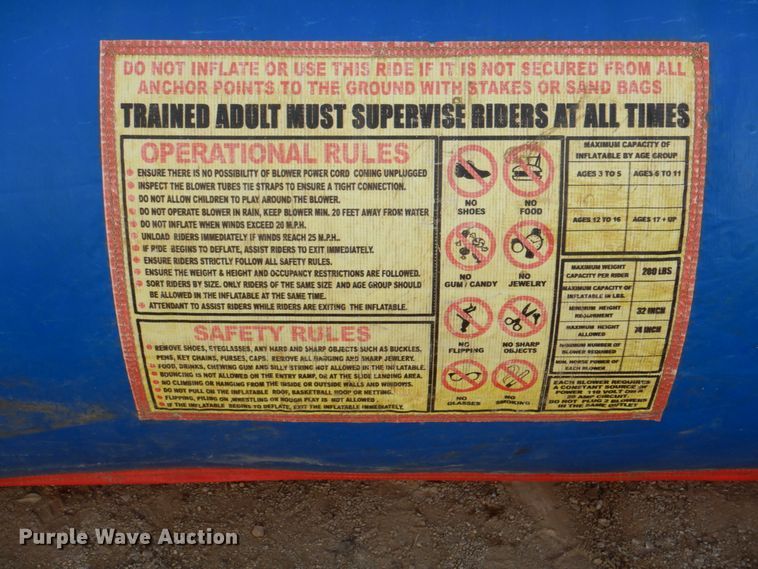 DO NOT INFLATE OR USE THIS RIDE IF IT IS NOT SECURED FROM ALL
ANCHOR POINTS TO THE GROUND WITH STAKES OR SAND BAGS
TRAINED ADULT MUST SUPERVISE RIDERS AT ALL TIMES
OPERATIONAL RULES
ENSURE THERE IS NO POSSIBILITY OF BLOWER POWER CORD COMING UNPLUGGED
INSPECT THE BLOWER TUBES TIE STRAPS TO ENSURE A TIGHT CONNECTION.
DO NOT ALLOW CHILDREN TO PLAY AROUND THE BLOWER.
DO NOT OPERATE BLOWER IN RAIN, KEEP BLOWER MIN. 20 FEET AWAY FROM WATER
DO NOT INFLATE WHEN WINDS EXCEED 20 M.P.H.
UNLOAD RIDERS IMMEDIATELY IF WINDS REACH 25 M.P.H..
IF RIDE BEGINS TO DEFLATE, ASSIST RIDERS TO EXIT IMMEDIATELY.
ENSURE RIDERS STRICTLY FOLLOW ALL SAFETY RULES.
ENSURE THE WEIGHT & HEIGHT AND OCCUPANCY RESTRICTIONS ARE FOLLOWED.
SORT RIDERS BY SIZE. ONLY RIDERS OF THE SAME SIZE AND AGE GROUP SHOULD
BE ALLOWED IN THE INFLATABLE AT THE SAME TIME.
ATTENDANT TO ASSIST RIDERS WHILE RIDERS ARE EXITING THE INFLATABLE.
SAFETY RULES
REMOVE SHOES, EYEGLASSES, ANY HARD AND SHARP OBJECTS SUCH AS BUCKLES,
PENS, KEY CHAINS, PURSES, CAPS. REMOVE ALL HANGING AND SHARP JEWLERY.
FOOD, DRINKS, CHEWING GUM AND SILLY STRING NOT ALLOWED IN THE INFLATABLE.
BOUNCING IS NOT ALLOWED ON THE ENTRY RAMP, OR AT THE SLIDE LANDING AREA.
NO CLIMBING OR HANGING FROM THE INSIDE OR OUTSIDE WALLS AND WINDOWS.
DO NOT PULL ON THE INFLATABLE ROOF, BASKETBALL HOOP OR NETTING.
FLIPPING, PILING ON, WRESTLING OR ROUGH PLAY IS NOT ALLOWED.
IF THE INFLATABLE BEGINS TO DEFLATE, EXIT THE INFLATABLE IMMEDIATELY.
NO SHOES
NO FOOD
NO GUM / CANDY
NO JEWELRY
NO FLIPPING
NO SHARP OBJECTS
NO GLASSES
NO SMOKING
MAXIMUM CAPACITY OF
INFLATABLE BY AGE GROUP
AGES 3 TO 5 AGES 6 TO 11
AGES 12 TO 16 AGES 17 + UP
MAXIMUM WEIGHT
CAPACITY PER RIDER
200 LBS
MAXIMUM CAPACITY OF
INFLATABLE IN LBS.
MINIMUM HEIGHT
32 INCH
MAXIMUM HEIGHT
ALLOWED
74 INCH
MINIMUM NUMBER OF
BLOWER REQUIRED
MIN. HORSE POWER OF
EACH BLOWER
EACH BLOWER REQUIRES
A CONSTANT SOURCE OF
POWER. 110 VOLT ON A
20 AMP CIRCUIT.
DO NOT PLUG 2 BLOWERS
IN THE SAME OUTLET
Purple Wave Auction